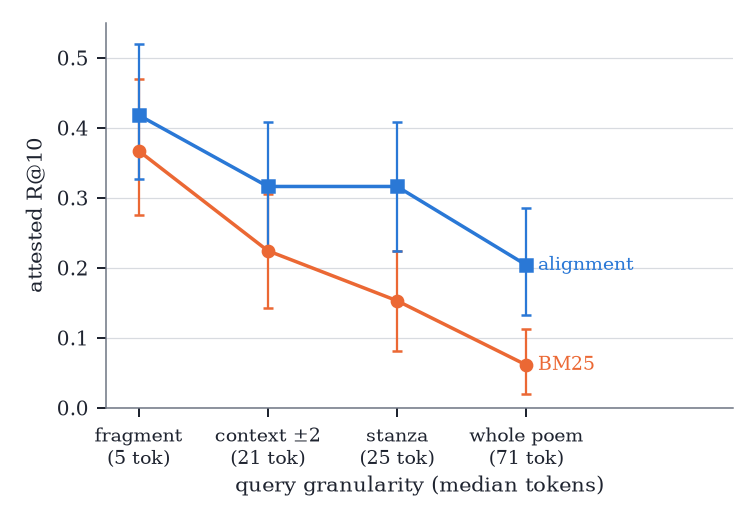 attested R@10
0.5
0.4
0.3
0.2
0.1
0.0
alignment
BM25
fragment
(5 tok)
context ±2
(21 tok)
stanza
(25 tok)
whole poem
(71 tok)
query granularity (median tokens)